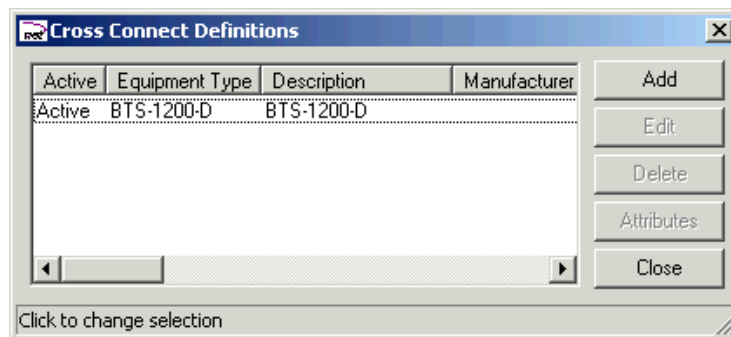 Cross Connect Definitions
Active Equipment Type Description Manufacturer
Active BTS-1200-D BTS-1200-D
Add
Edit
Delete
Attributes
Close
Click to change selection